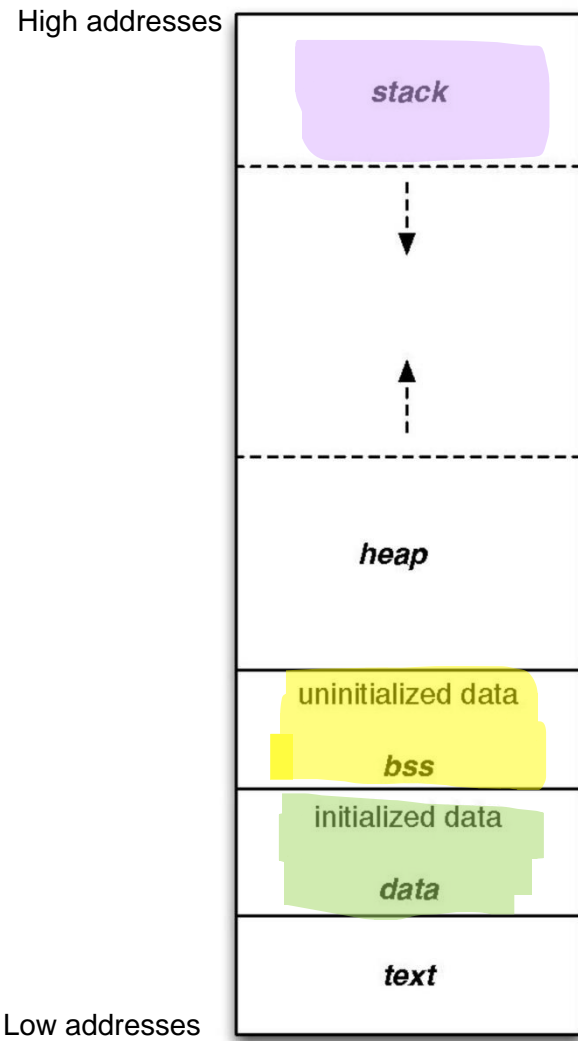 High addresses
stack
heap
uninitialized data
bss
initialized data
data
text
Low addresses